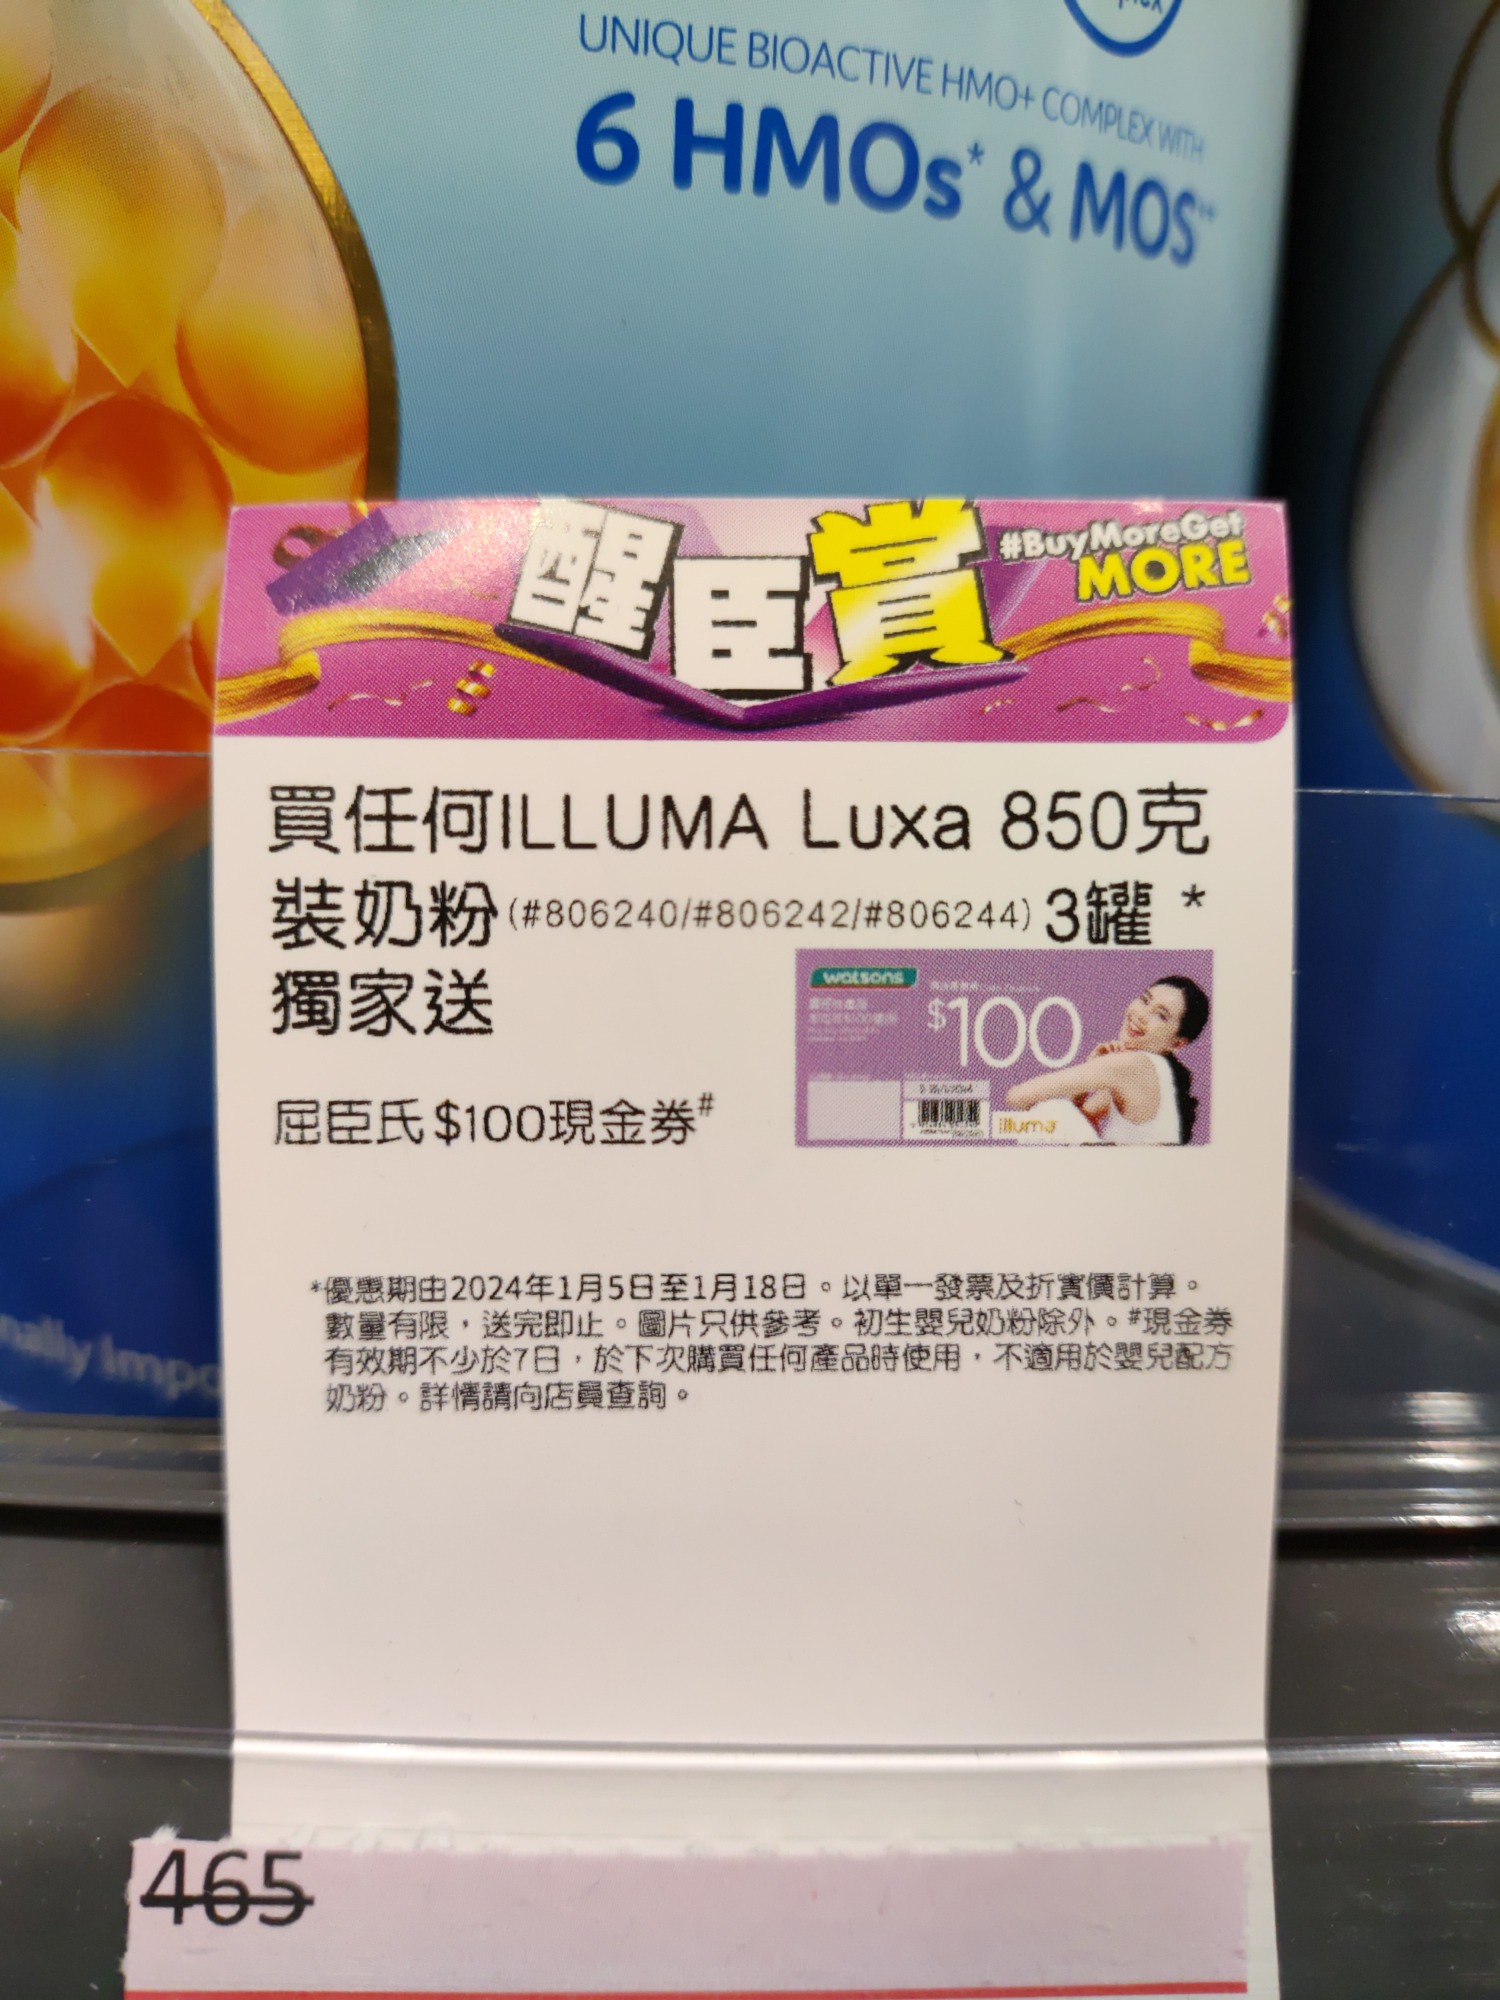 UNIQUE BIOACTIVE HMO+ COMPLEX WITH
6 HMOs* & MOS**
醒臣賞
#BuyMoreGet
MORE
買任何ILLUMA Luxa 850克
裝奶粉(#806240/#806242/#806244) 3罐 *
獨家送
屈臣氏$100現金券#
watsons
$100
illuma
*優惠期由2024年1月5日至1月18日。以單一發票及折實價計算。
數量有限，送完即止。圖片只供參考。初生嬰兒奶粉除外。#現金券
有效期不少於7日，於下次購買任何產品時使用，不適用於嬰兒配方
奶粉。詳情請向店員查詢。
465